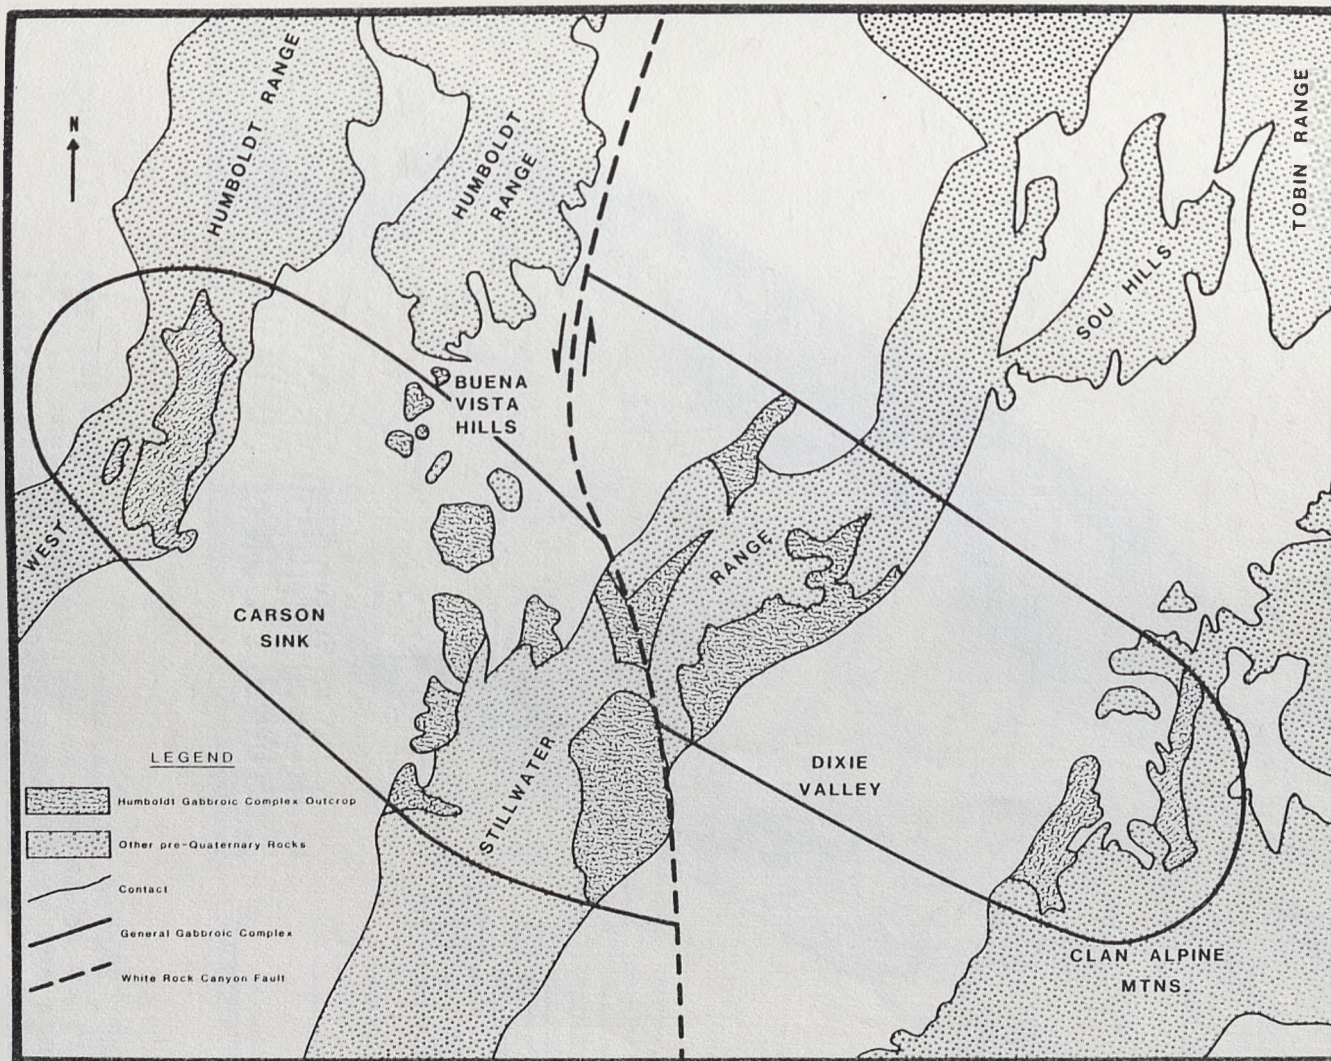 HUMBOLDT RANGE
HUMBOLDT
RANGE
TOBIN RANGE
N
SOU HILLS
BUENA
VISTA
HILLS
WEST
RANGE
CARSON
SINK
STILLWATER
DIXIE
VALLEY
CLAN ALPINE
MTNS.
LEGEND
Humboldt Gabbroic Complex Outcrop
Other pre-Quaternary Rocks
Contact
General Gabbroic Complex
White Rock Canyon Fault